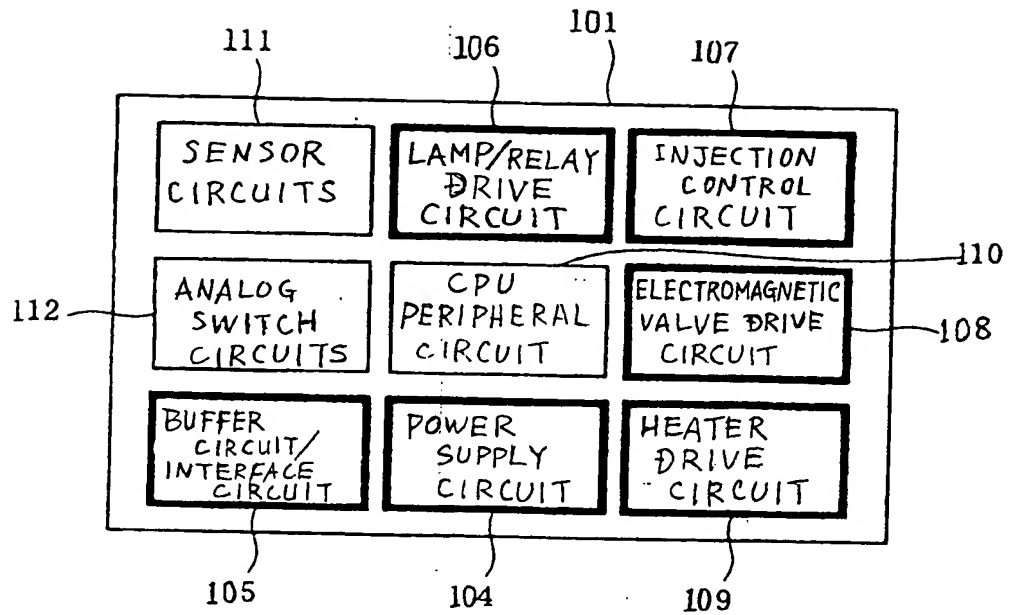 101
111
106
107
SENSOR
CIRCUITS
LAMP/RELAY
DRIVE
CIRCUIT
INJECTION
CONTROL
CIRCUIT
110
112
ANALOG
SWITCH
CIRCUITS
CPU
PERIPHERAL
CIRCUIT
ELECTROMAGNETIC
VALVE DRIVE
CIRCUIT
108
BUFFER
CIRCUIT/
INTERFACE
CIRCUIT
POWER
SUPPLY
CIRCUIT
HEATER
DRIVE
CIRCUIT
105
104
109